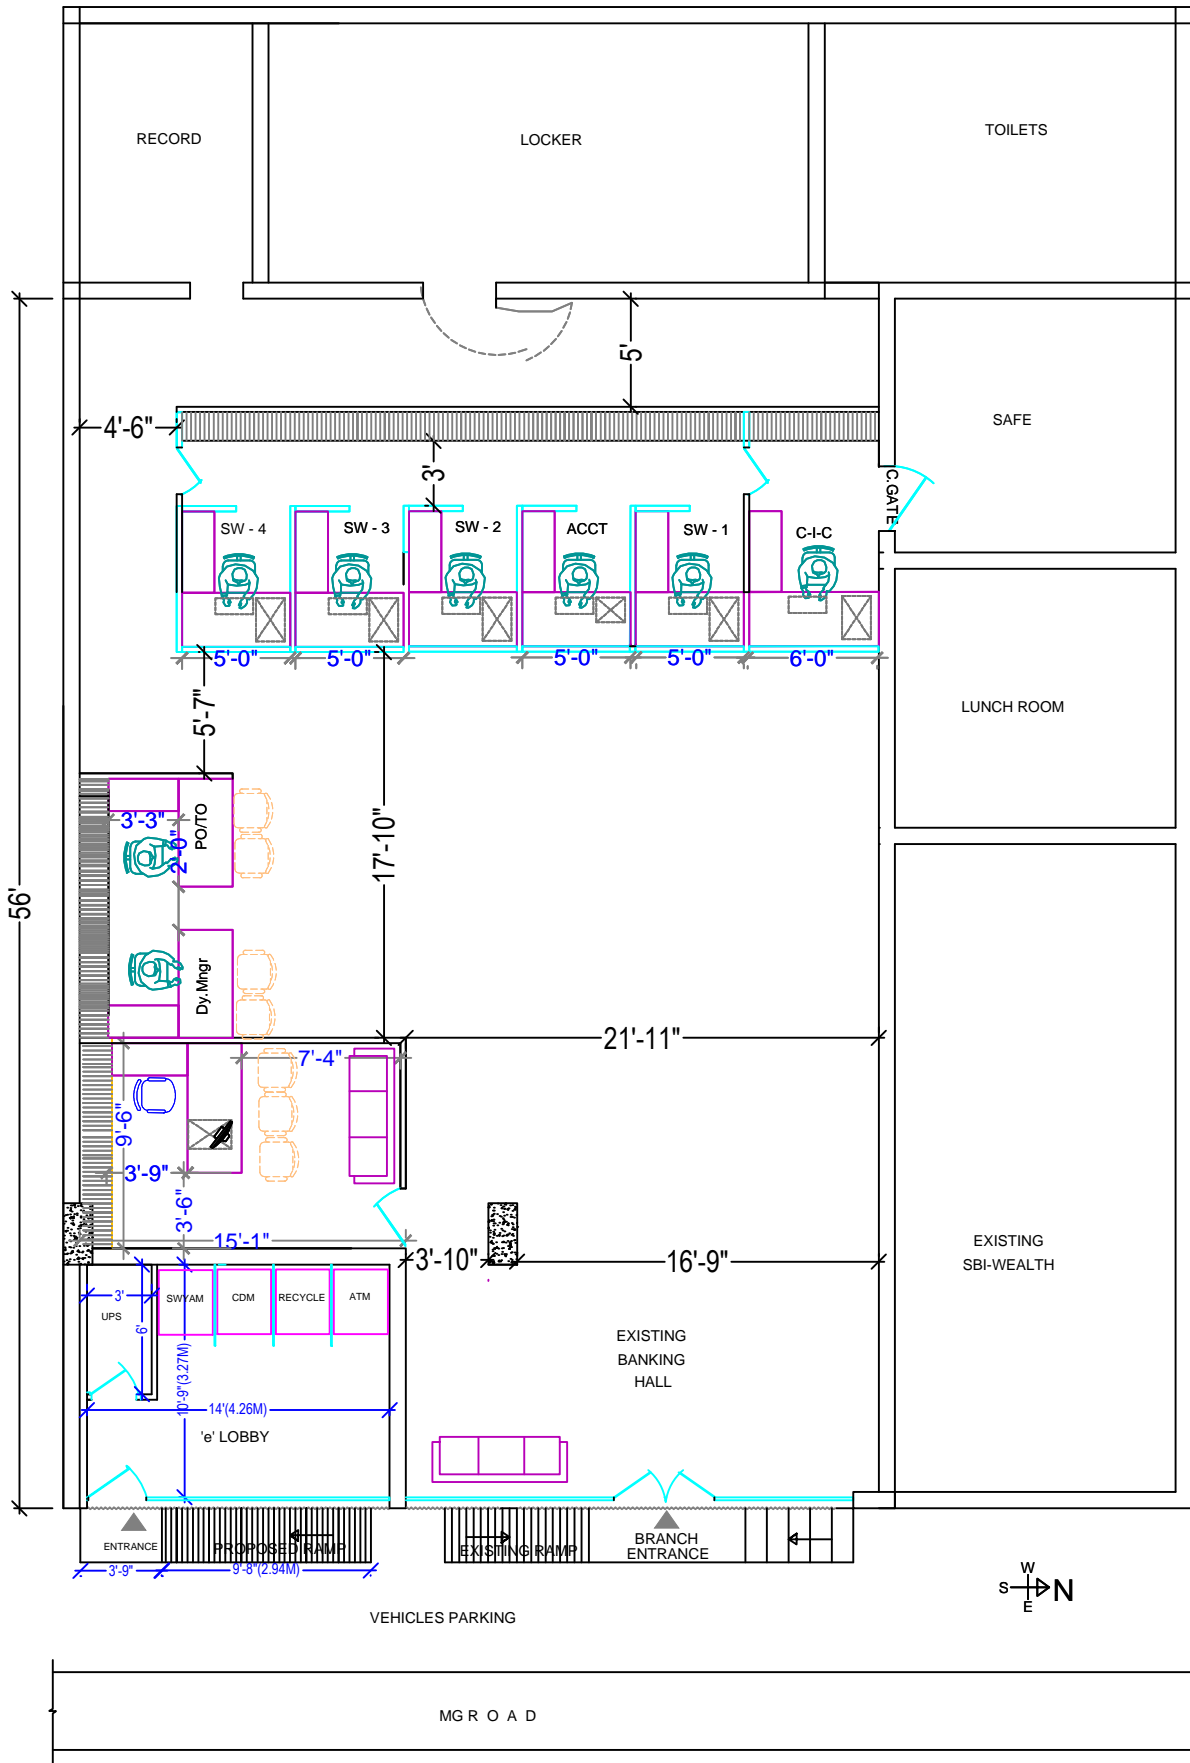 RECORD
LOCKER
TOILETS
5'
4'-6"
3'
SAFE
C.GATE
SW - 4
SW - 3
SW - 2
ACCT
SW - 1
C-I-C
5'-0"
5'-0"
5'-0"
5'-0"
6'-0"
5'-7"
LUNCH ROOM
3'-3"
2'-0"
PO/TO
17'-10"
56'
Dy.Mngr
21'-11"
7'-4"
9'-6"
3'-9"
3'-6"
15'-1"
3'-10"
16'-9"
EXISTING
SBI-WEALTH
3'
UPS
6'
SWYAM
CDM
RECYCLE
ATM
10'-9"(3.27M)
EXISTING
BANKING
HALL
14'(4.26M)
'e' LOBBY
ENTRANCE
PROPOSED RAMP
EXISTING RAMP
BRANCH
ENTRANCE
3'-9"
9'-8"(2.94M)
W
S
N
E
VEHICLES PARKING
MG R O A D